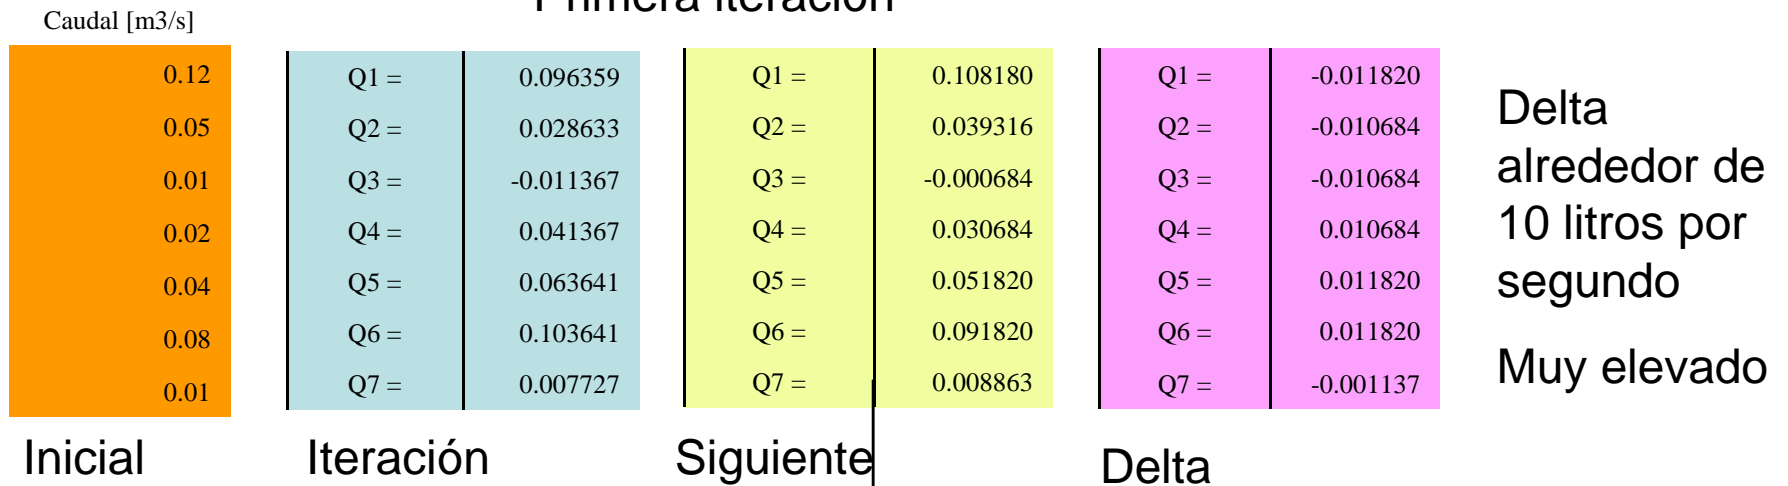 Primera iteración
Caudal [m3/s]
0.12
0.05
0.01
0.02
0.04
0.08
0.01
Inicial
Q1 = 0.096359
Q2 = 0.028633
Q3 = -0.011367
Q4 = 0.041367
Q5 = 0.063641
Q6 = 0.103641
Q7 = 0.007727
Iteración
Q1 = 0.108180
Q2 = 0.039316
Q3 = -0.000684
Q4 = 0.030684
Q5 = 0.051820
Q6 = 0.091820
Q7 = 0.008863
Siguiente
Q1 = -0.011820
Q2 = -0.010684
Q3 = -0.010684
Q4 = 0.010684
Q5 = 0.011820
Q6 = 0.011820
Q7 = -0.001137
Delta
Delta
alrededor de
10 litros por
segundo
Muy elevado